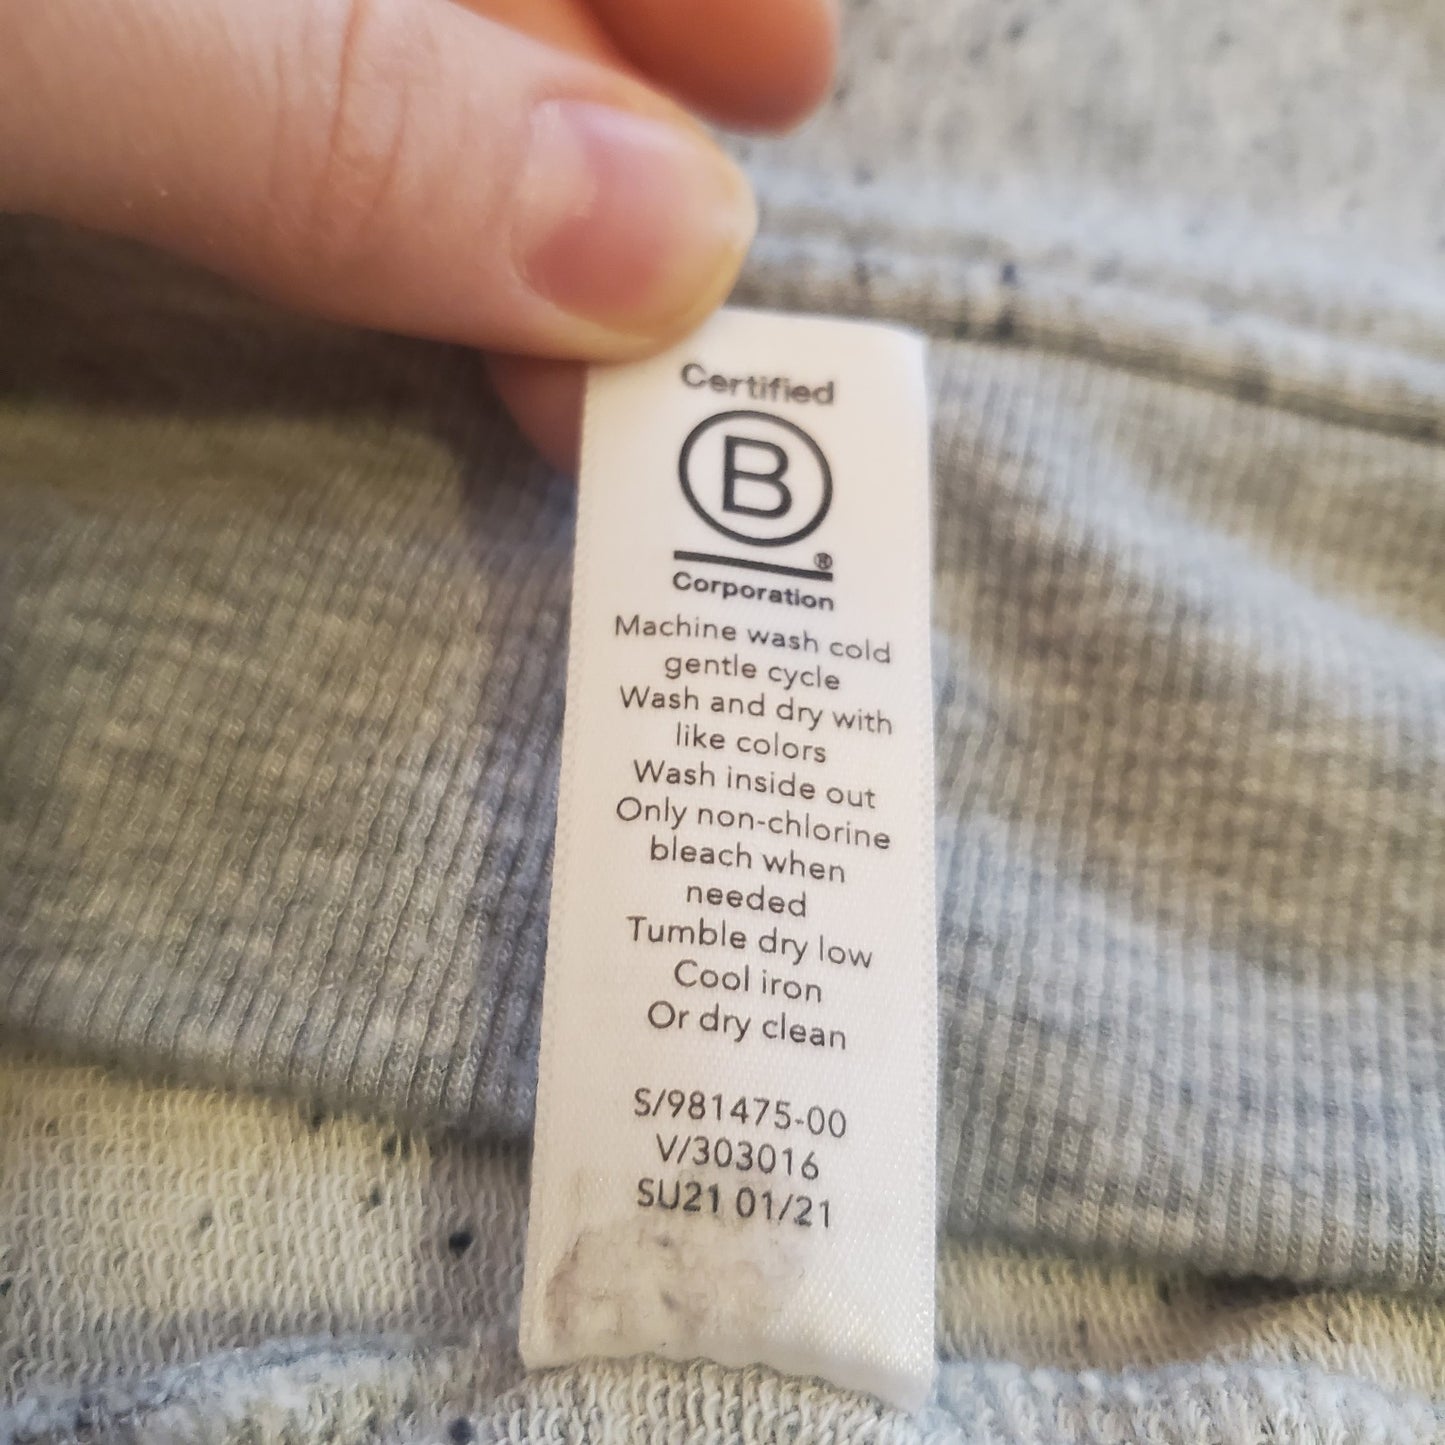 Certified
B
®
Corporation
Machine wash cold
gentle cycle
Wash and dry with
like colors
Wash inside out
Only non-chlorine
bleach when
needed
Tumble dry low
Cool iron
Or dry clean
S/981475-00
V/303016
SU21 01/21